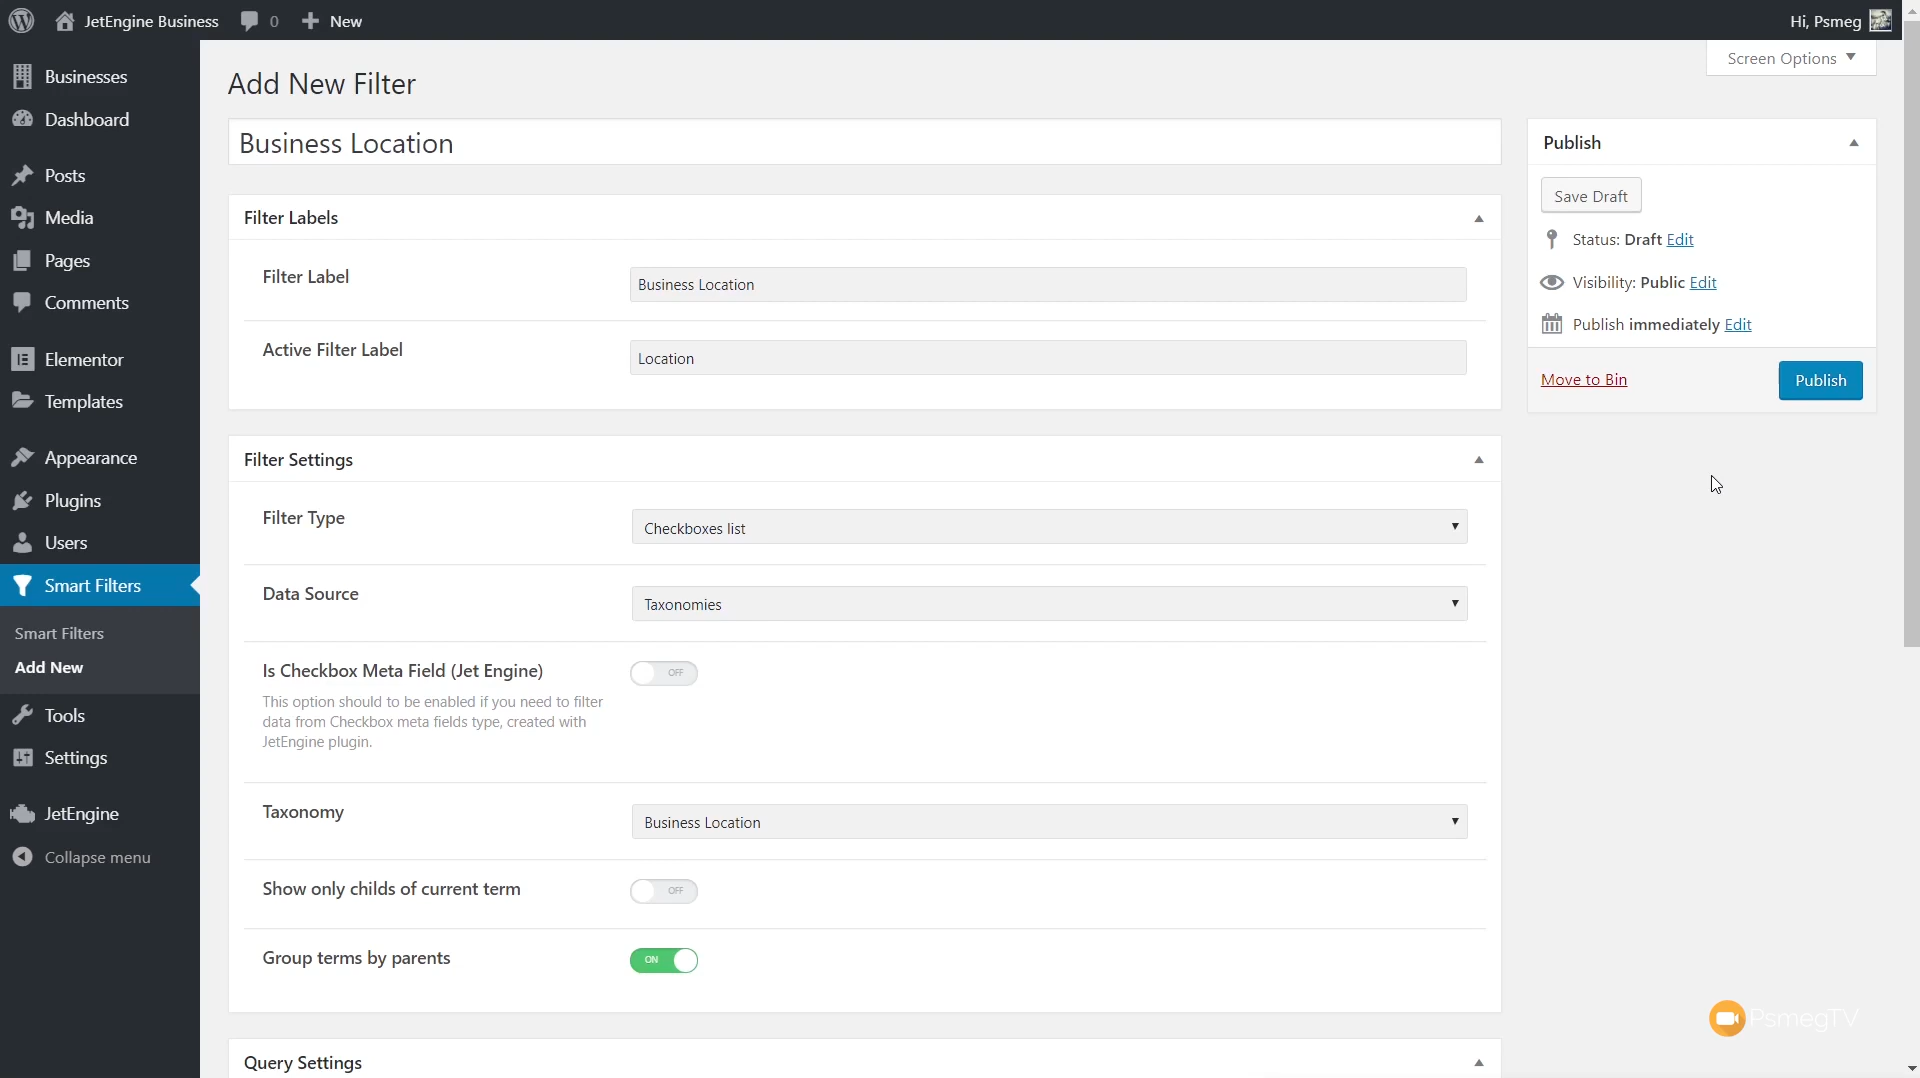 JetEngine Business
0
New
Hi, Psmeg
Screen Options
Businesses
Dashboard
Posts
Media
Pages
Comments
Elementor
Templates
Appearance
Plugins
Users
Smart Filters
Smart Filters
Add New
Tools
Settings
JetEngine
Collapse menu
Add New Filter
Business Location
Filter Labels
Filter Label
Business Location
Active Filter Label
Location
Filter Settings
Filter Type
Checkboxes list
Data Source
Taxonomies
Is Checkbox Meta Field (Jet Engine)
OFF
This option should to be enabled if you need to filter
data from Checkbox meta fields type, created with
JetEngine plugin.
Taxonomy
Business Location
Show only childs of current term
OFF
Group terms by parents
ON
Query Settings
Publish
Save Draft
Status: Draft Edit
Visibility: Public Edit
Publish immediately Edit
Move to Bin
Publish
PsmegTV